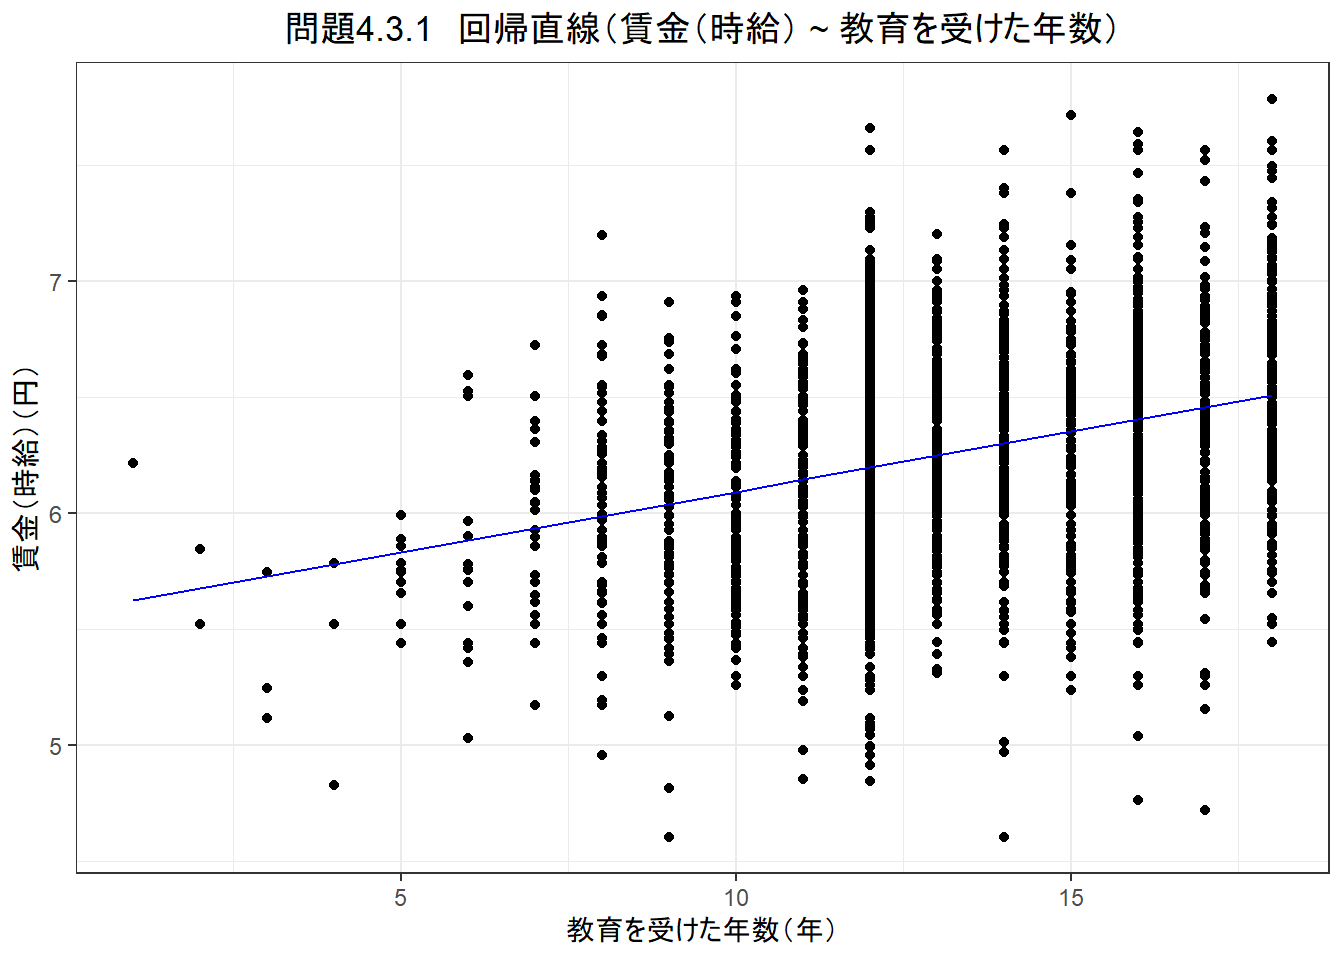 問題4.3.1 回帰直線（賃金（時給） ~ 教育を受けた年数）
賃金（時給）（円）
7
6
5
5 10 15
教育を受けた年数（年）